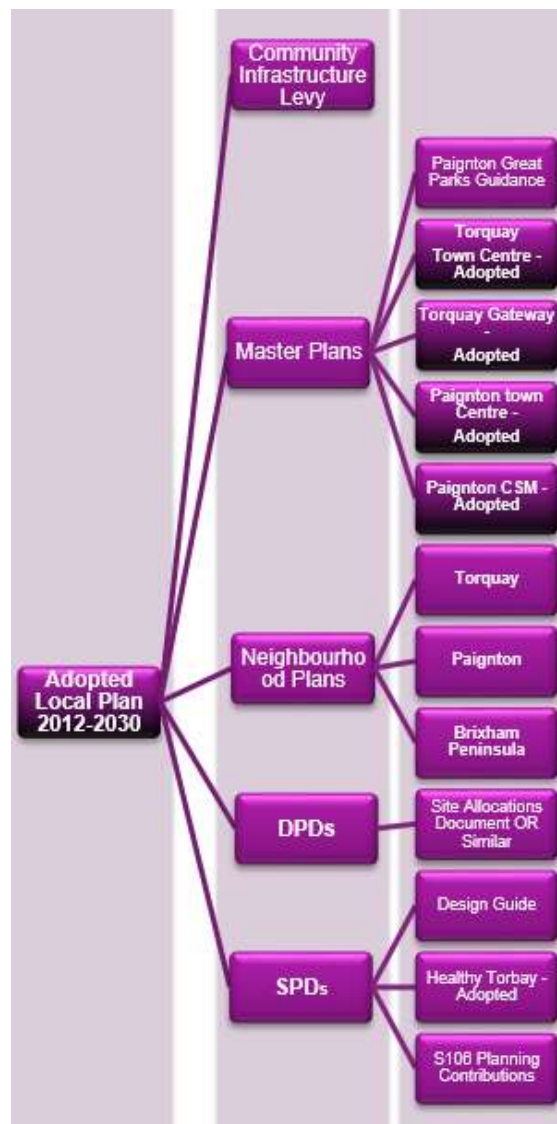 Community
Infrastructure
Levy
Paignton Great
Parks Guidance
Torquay
Town Centre -
Adopted
Master Plans
Torquay Gateway
-
Adopted
Paignton town
Centre -
Adopted
Paignton CSM -
Adopted
Adopted
Local Plan
2012-2030
Neighbourho
od Plans
Torquay
Paignton
Brixham
Peninsula
DPDs
Site Allocations
Document OR
Similar
SPDs
Design Guide
Healthy Torbay -
Adopted
S106 Planning
Contributions